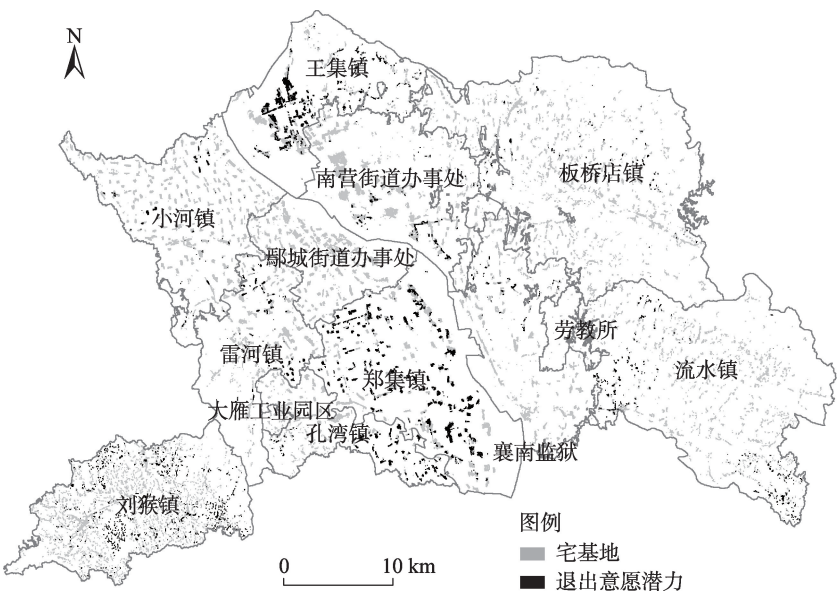 N
王集镇
南营街道办事处
板桥店镇
小河镇
鄢城街道办事处
劳教所
雷河镇
流水镇
郑集镇
大雁工业园区
孔湾镇
襄南监狱
刘猴镇
图例
宅基地
退出意愿潜力
0
10 km